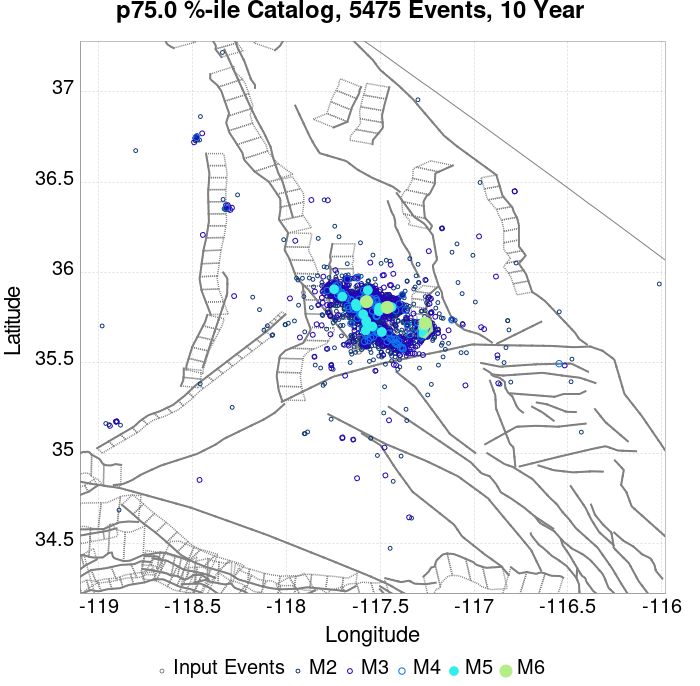 p75.0 %-ile Catalog, 5475 Events, 10 Year
37
36.5
36
35.5
35
34.5
Latitude
-119 -118.5 -118 -117.5 -117 -116.5 -116
Longitude
Input Events M2 M3 M4 M5 M6